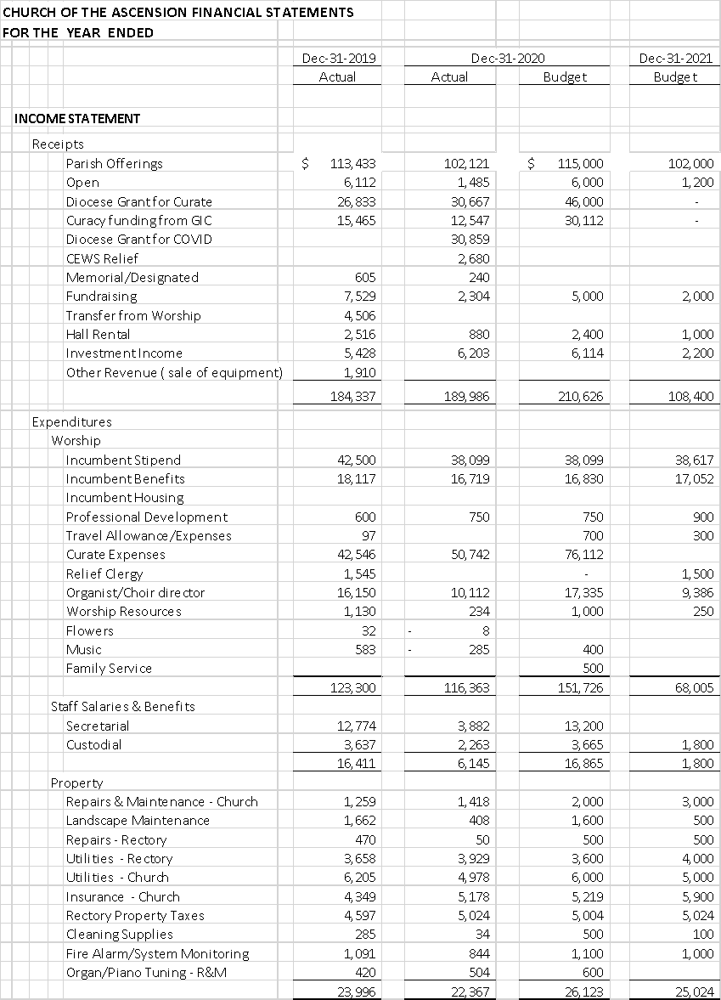 CHURCH OF THE ASCENSION FINANCIAL STATEMENTS
FOR THE YEAR ENDED
Dec-31-2019 Dec-31-2020 Dec-31-2021
Actual Actual Budget Budget
INCOME STATEMENT
Receipts
Parish Offerings $ 113,433 102,121 $ 115,000 102,000
Open 6,112 1,485 6,000 1,200
Diocese Grant for Curate 26,833 30,667 46,000 -
Curacy funding from GIC 15,465 12,547 30,112 -
Diocese Grant for COVID 30,859
CEWS Relief 2,680
Memorial/Designated 605 240
Fundraising 7,529 2,304 5,000 2,000
Transfer from Worship 4,506
Hall Rental 2,516 880 2,400 1,000
Investment Income 5,428 6,203 6,114 2,200
Other Revenue ( sale of equipment) 1,910
184,337 189,986 210,626 108,400
Expenditures
Worship
Incumbent Stipend 42,500 38,099 38,099 38,617
Incumbent Benefits 18,117 16,719 16,830 17,052
Incumbent Housing
Professional Development 600 750 750 900
Travel Allowance/Expenses 97 700 300
Curate Expenses 42,546 50,742 76,112
Relief Clergy 1,545 - 1,500
Organist/Choir director 16,150 10,112 17,335 9,386
Worship Resources 1,130 234 1,000 250
Flowers 32 - 8
Music 583 - 285 400
Family Service 500
123,300 116,363 151,726 68,005
Staff Salaries & Benefits
Secretarial 12,774 3,882 13,200
Custodial 3,637 2,263 3,665 1,800
16,411 6,145 16,865 1,800
Property
Repairs & Maintenance - Church 1,259 1,418 2,000 3,000
Landscape Maintenance 1,662 408 1,600 500
Repairs - Rectory 470 50 500 500
Utilities - Rectory 3,658 3,929 3,600 4,000
Utilities - Church 6,205 4,978 6,000 5,000
Insurance - Church 4,349 5,178 5,219 5,900
Rectory Property Taxes 4,597 5,024 5,004 5,024
Cleaning Supplies 285 34 500 100
Fire Alarm/System Monitoring 1,091 844 1,100 1,000
Organ/Piano Tuning - R&M 420 504 600
23,996 22,367 26,123 25,024